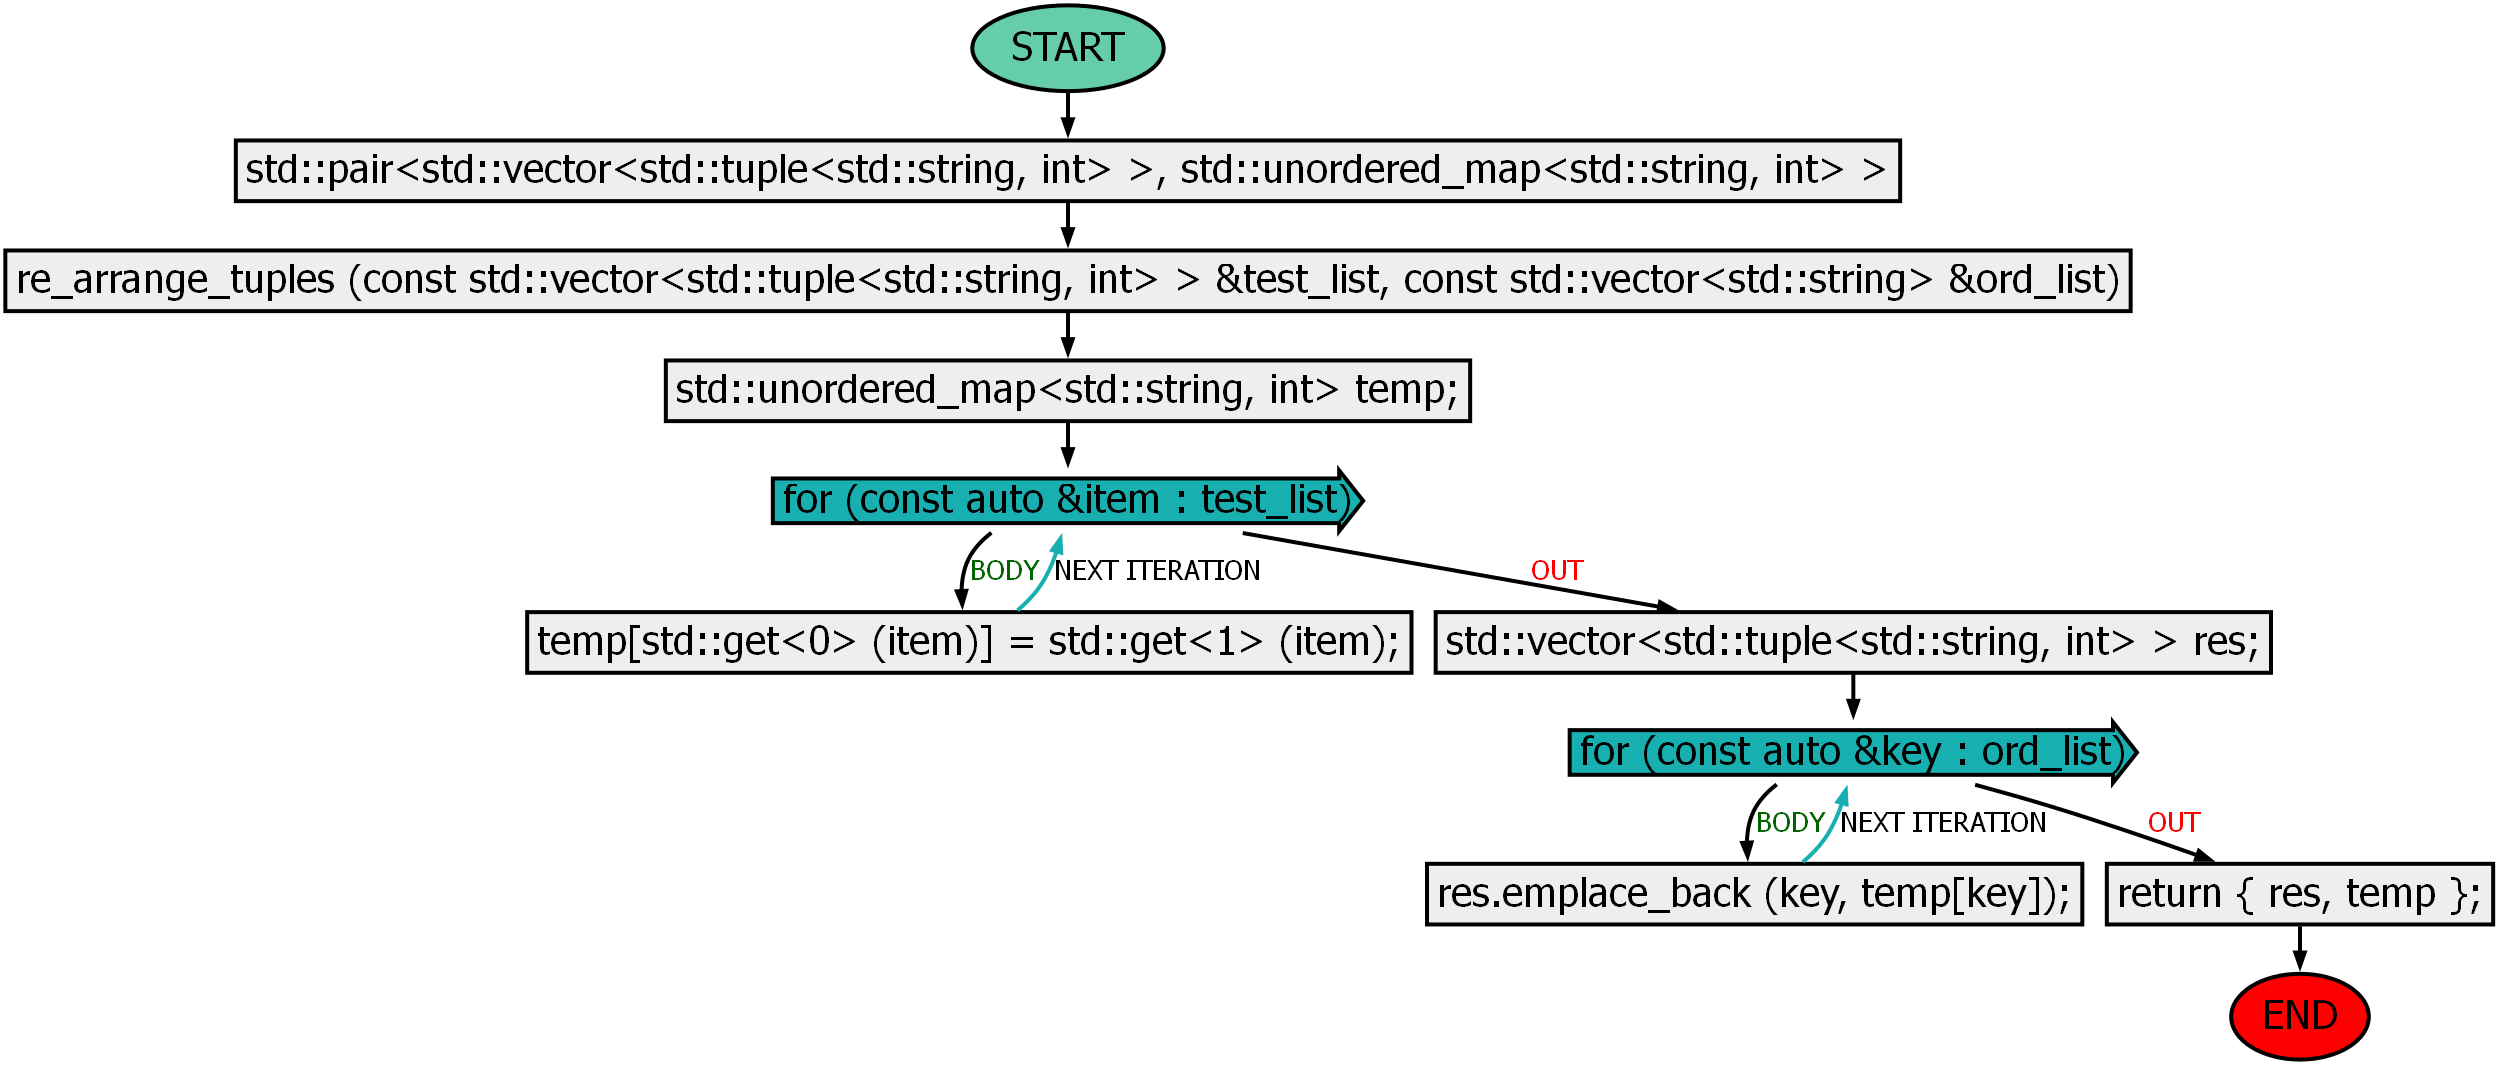 START
std::pair<std::vector<std::tuple<std::string, int> >, std::unordered_map<std::string, int> >
re_arrange_tuples (const std::vector<std::tuple<std::string, int> > &test_list, const std::vector<std::string> &ord_list)
std::unordered_map<std::string, int> temp;
for (const auto &item : test_list)
BODY
NEXT ITERATION
OUT
temp[std::get<0> (item)] = std::get<1> (item);
std::vector<std::tuple<std::string, int> > res;
for (const auto &key : ord_list)
BODY
NEXT ITERATION
OUT
res.emplace_back (key, temp[key]);
return { res, temp };
END